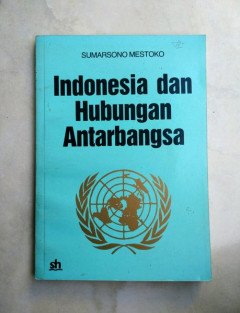 SUMARSONO MESTOKO
Indonesia dan
Hubungan
Antarbangsa
sh